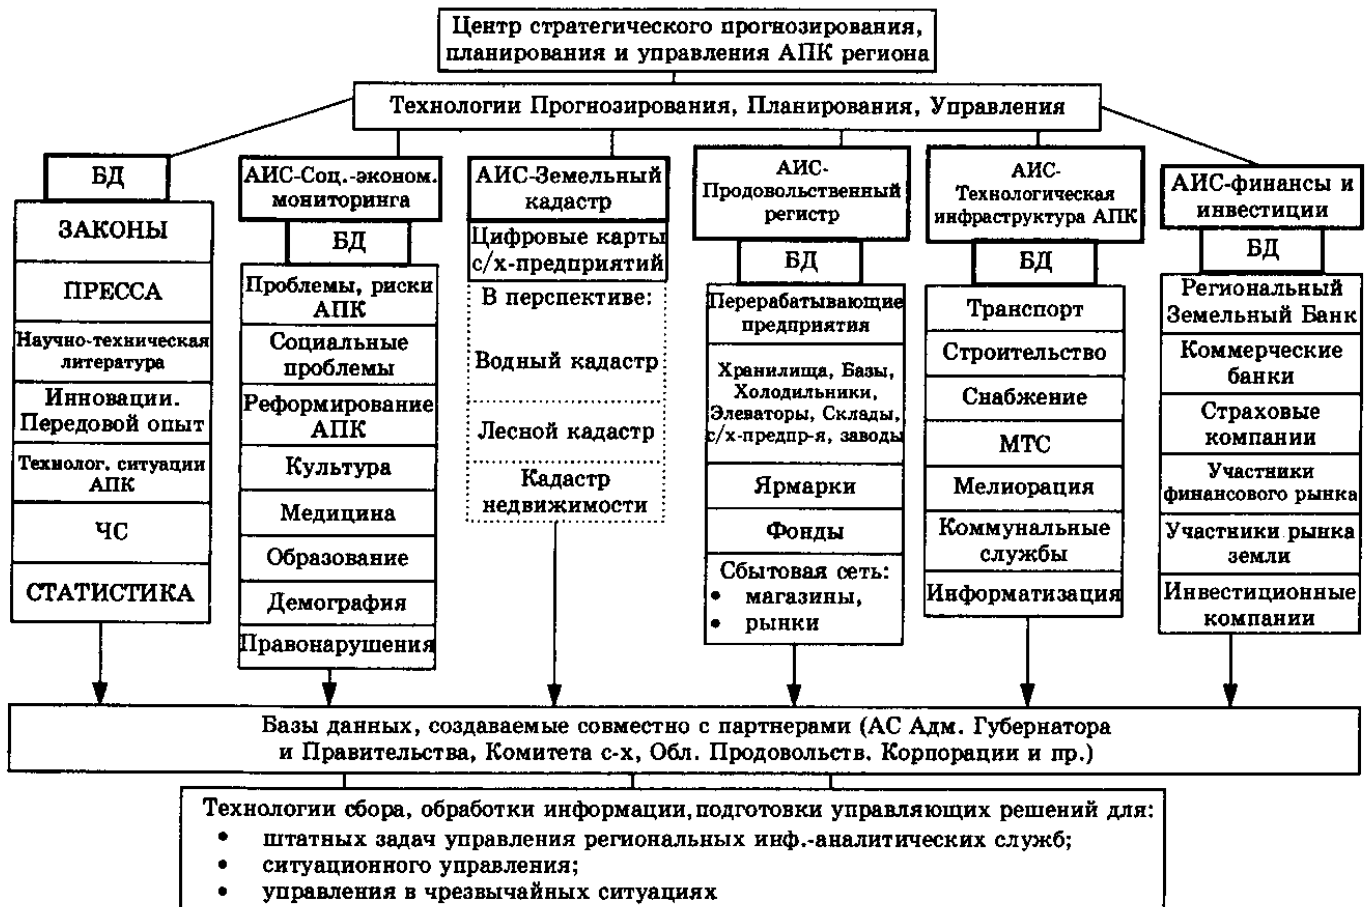 Центр стратегического прогнозирования,
планирования и управления АПК региона
Технологии Прогнозирования, Планирования, Управления
БД
ЗАКОНЫ
ПРЕССА
Научно-техническая
литература
Инновации.
Передовой опыт
Технолог. ситуации
АПК
ЧС
СТАТИСТИКА
АИС-Соц.-эконом.
мониторинга
БД
Проблемы, риски
АПК
Социальные
проблемы
Реформирование
АПК
Культура
Медицина
Образование
Демография
Правонарушения
АИС-Земельный
кадастр
Цифровые карты
с/х-предприятий
В перспективе:
Водный кадастр
Лесной кадастр
Кадастр
недвижимости
АИС-
Продовольственный
регистр
БД
Перерабатывающие
предприятия
Хранилища, Базы,
Холодильники,
Элеваторы, Склады,
с/х-предпр-я, заводы
Ярмарки
Фонды
Сбытовая сеть:
• магазины,
• рынки
АИС-
Технологическая
инфраструктура АПК
БД
Транспорт
Строительство
Снабжение
МТС
Мелиорация
Коммунальные
службы
Информатизация
АИС-финансы и
инвестиции
БД
Региональный
Земельный Банк
Коммерческие
банки
Страховые
компании
Участники
финансового рынка
Участники рынка
земли
Инвестиционные
компании
Базы данных, создаваемые совместно с партнерами (АС Адм. Губернатора
и Правительства, Комитета с-х, Обл. Продовольств. Корпорации и пр.)
Технологии сбора, обработки информации, подготовки управляющих решений для:
• штатных задач управления региональных инф.-аналитических служб;
• ситуационного управления;
• управления в чрезвычайных ситуациях